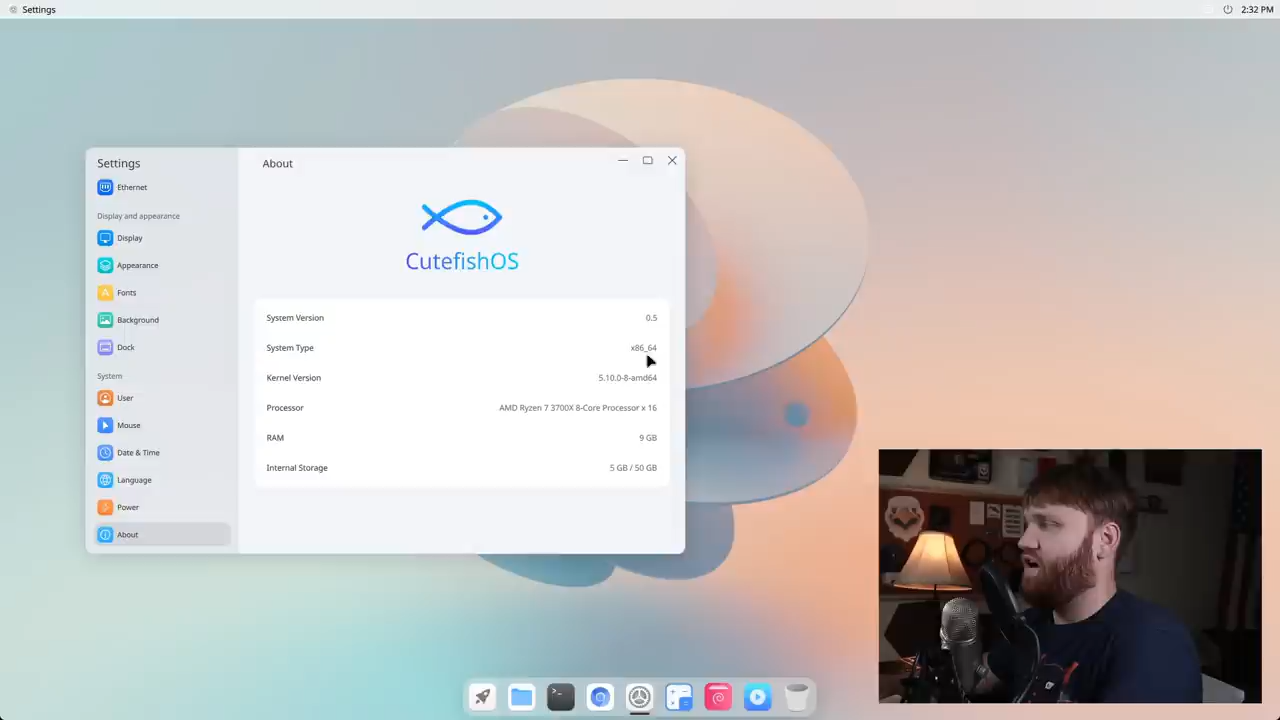 Settings
2:32 PM
Settings
About
Ethernet
Display and appearance
Display
Appearance
Fonts
Background
Dock
System
User
Mouse
Date & Time
Language
Power
About
CutefishOS
System Version 0.5
System Type x86_64
Kernel Version 5.10.0-8-amd64
Processor AMD Ryzen 7 3700X 8-Core Processor x 16
RAM 9 GB
Internal Storage 5 GB / 50 GB